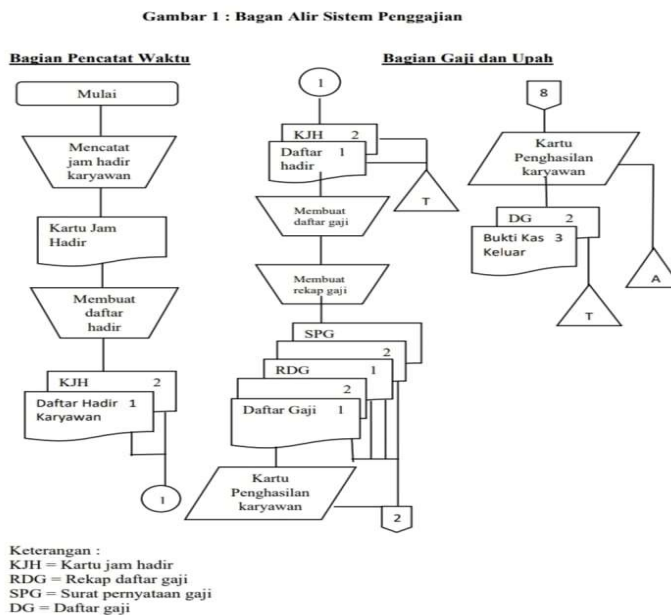 Gambar 1 : Bagan Alir Sistem Penggajian
Bagian Pencatat Waktu
Mulai
Mencatat
jam hadir
karyawan
Kartu Jam
Hadir
Membuat
daftar
hadir
KJH 2
Daftar Hadir 1
Karyawan
1
Bagian Gaji dan Upah
1
KJH 2
Daftar 1
hadir
T
Membuat
daftar gaji
Membuat
rekap gaji
SPG
2
RDG 1
2
Daftar Gaji 1
Kartu
Penghasilan
karyawan
2
8
Kartu
Penghasilan
karyawan
DG 2
Bukti Kas 3
Keluar
T
A
Keterangan :
KJH = Kartu jam hadir
RDG = Rekap daftar gaji
SPG = Surat pernyataan gaji
DG = Daftar gaji